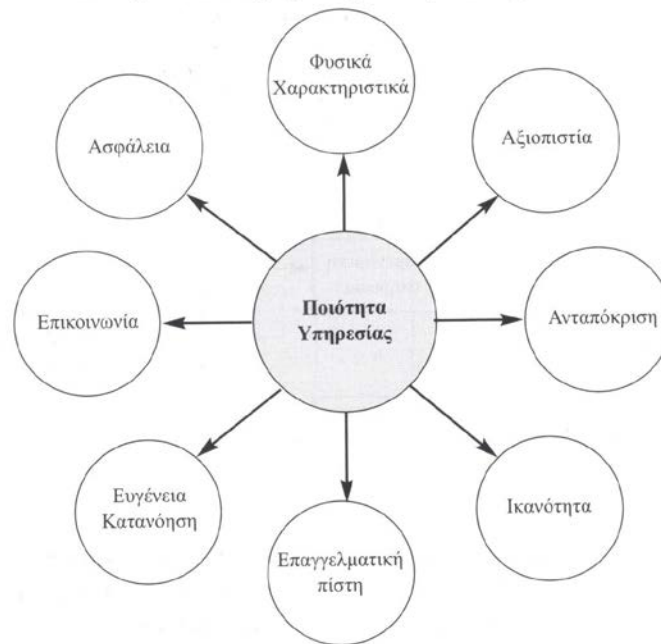 Φυσικά
Χαρακτηριστικά
Αξιοπιστία
Ασφάλεια
Ποιότητα
Υπηρεσίας
Επικοινωνία
Ανταπόκριση
Ευγένεια
Κατανόηση
Ικανότητα
Επαγγελματική
πίστη